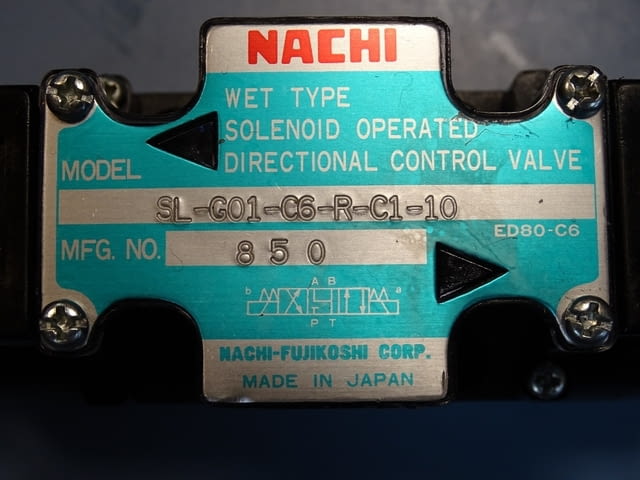 NACHI
WET TYPE
SOLENOID OPERATED
DIRECTIONAL CONTROL VALVE
MODEL
SL-G01-C6-R-C1-10
ED80-C6
MFG. NO. 850
A B
b a
P T
NACHI-FUJIKOSHI CORP.
MADE IN JAPAN